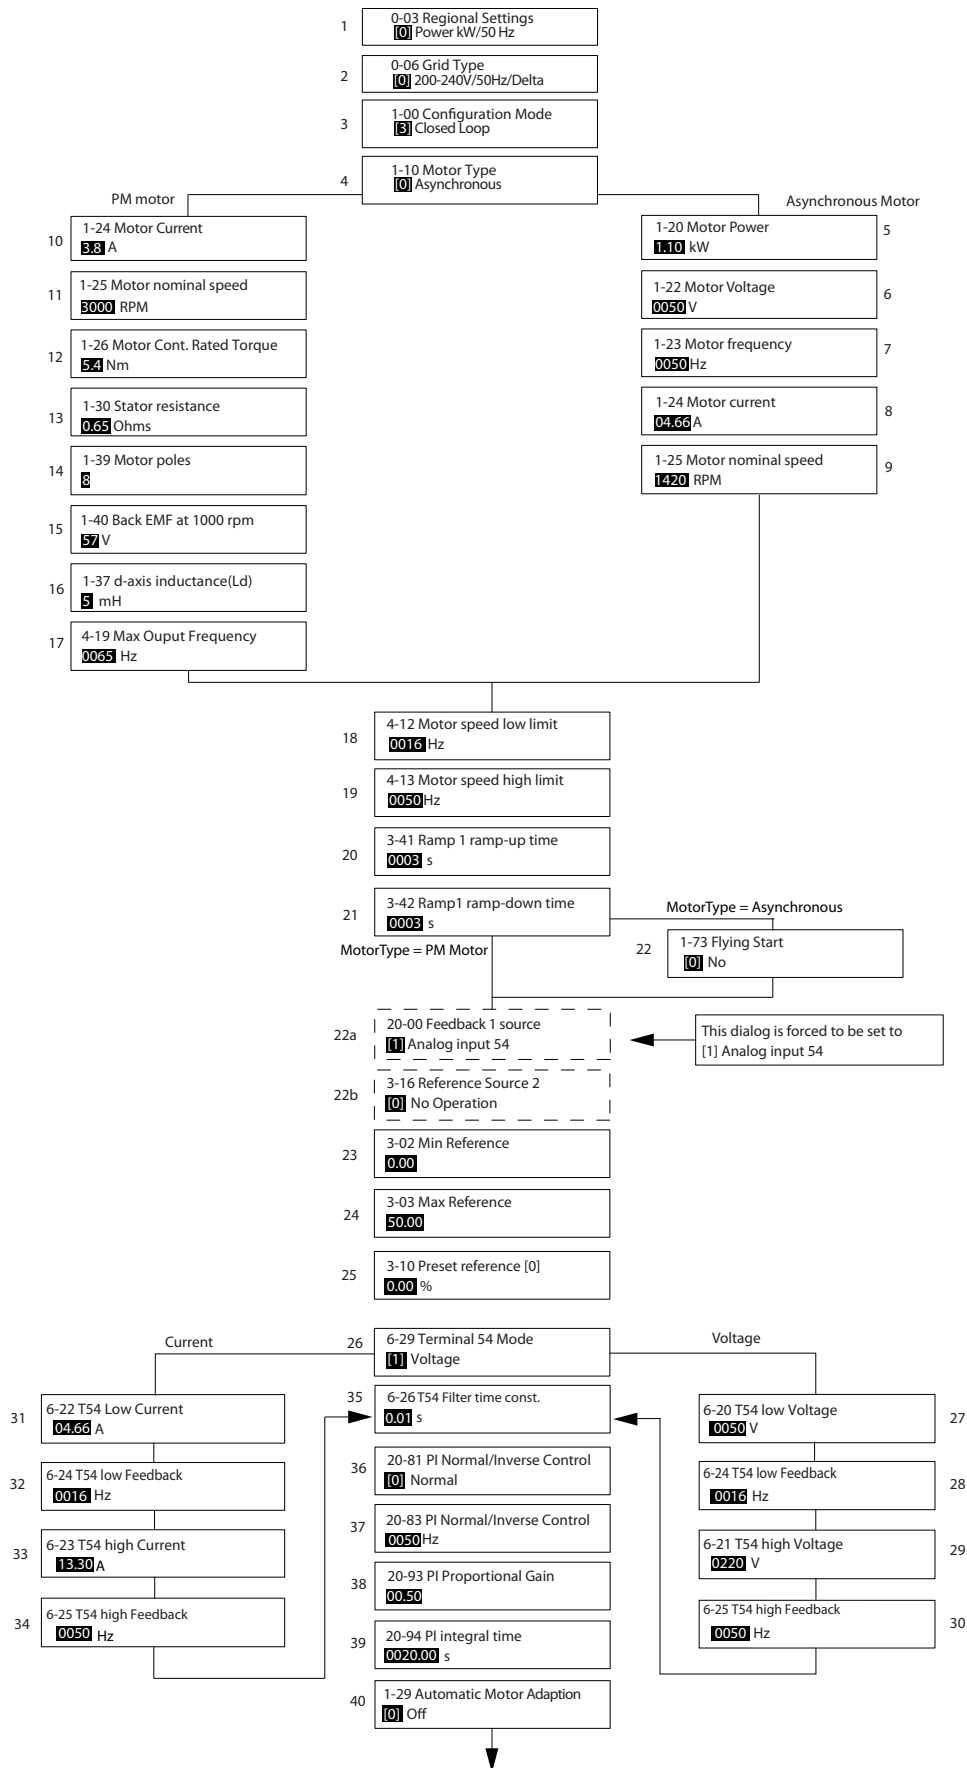 1
0-03 Regional Settings
[0] Power kW/50 Hz
2
0-06 Grid Type
[0] 200-240V/50Hz/Delta
3
1-00 Configuration Mode
[3] Closed Loop
4
1-10 Motor Type
[0] Asynchronous
PM motor
Asynchronous Motor
10
1-24 Motor Current
3.8 A
11
1-25 Motor nominal speed
3000 RPM
12
1-26 Motor Cont. Rated Torque
5.4 Nm
13
1-30 Stator resistance
0.65 Ohms
14
1-39 Motor poles
8
15
1-40 Back EMF at 1000 rpm
57 V
16
1-37 d-axis inductance(Ld)
5 mH
17
4-19 Max Ouput Frequency
0065 Hz
1-20 Motor Power
1.10 kW
5
1-22 Motor Voltage
0050 V
6
1-23 Motor frequency
0050 Hz
7
1-24 Motor current
04.66 A
8
1-25 Motor nominal speed
1420 RPM
9
18
4-12 Motor speed low limit
0016 Hz
19
4-13 Motor speed high limit
0050 Hz
20
3-41 Ramp 1 ramp-up time
0003 s
21
3-42 Ramp1 ramp-down time
0003 s
MotorType = Asynchronous
MotorType = PM Motor
22
1-73 Flying Start
[0] No
22a
20-00 Feedback 1 source
[1] Analog input 54
This dialog is forced to be set to
[1] Analog input 54
22b
3-16 Reference Source 2
[0] No Operation
23
3-02 Min Reference
0.00
24
3-03 Max Reference
50.00
25
3-10 Preset reference [0]
0.00 %
Current
26
6-29 Terminal 54 Mode
[1] Voltage
Voltage
31
6-22 T54 Low Current
04.66 A
32
6-24 T54 low Feedback
0016 Hz
33
6-23 T54 high Current
13.30 A
34
6-25 T54 high Feedback
0050 Hz
35
6-26 T54 Filter time const.
0.01 s
36
20-81 PI Normal/Inverse Control
[0] Normal
37
20-83 PI Normal/Inverse Control
0050 Hz
38
20-93 PI Proportional Gain
00.50
39
20-94 PI integral time
0020.00 s
40
1-29 Automatic Motor Adaption
[0] Off
6-20 T54 low Voltage
0050 V
27
6-24 T54 low Feedback
0016 Hz
28
6-21 T54 high Voltage
0220 V
29
6-25 T54 high Feedback
0050 Hz
30